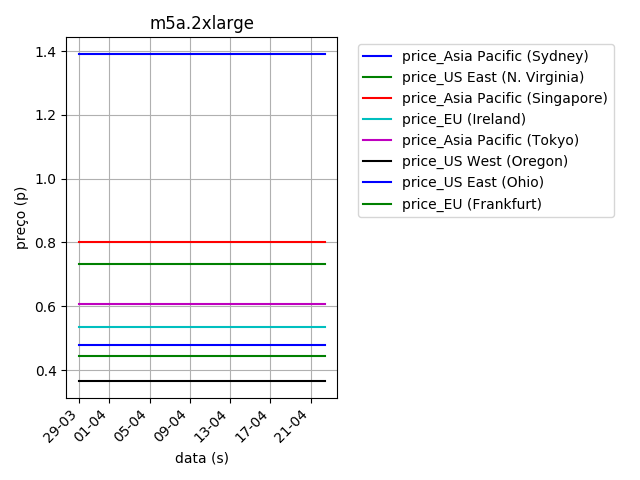 m5a.2xlarge
1.4
1.2
1.0
0.8
0.6
0.4
preço (p)
29-03
01-04
05-04
09-04
13-04
17-04
21-04
data (s)
price_Asia Pacific (Sydney)
price_US East (N. Virginia)
price_Asia Pacific (Singapore)
price_EU (Ireland)
price_Asia Pacific (Tokyo)
price_US West (Oregon)
price_US East (Ohio)
price_EU (Frankfurt)